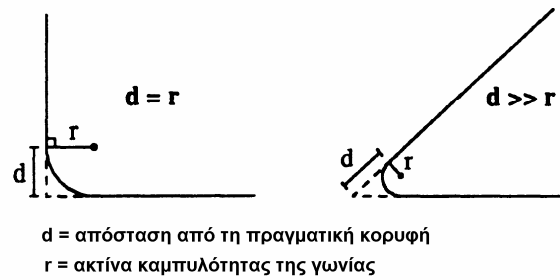 d = r
r
d
d >> r
d
r
d = απόσταση από τη πραγματική κορυφή
r = ακτίνα καμπυλότητας της γωνίας